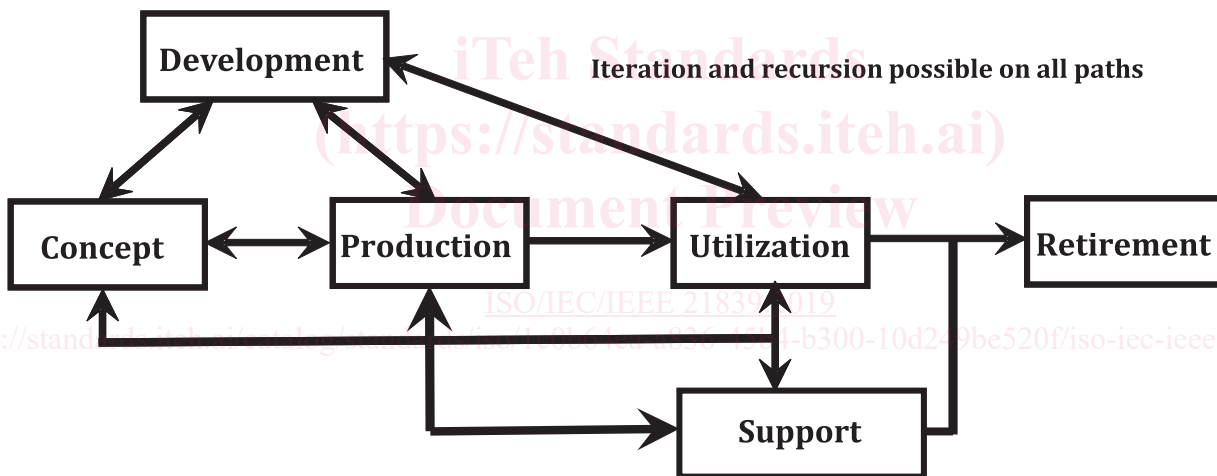 Development
Iteration and recursion possible on all paths
iTeh Standards
(https://standards.iteh.ai)
Document Preview
Concept
Production
Utilization
Retirement
ISO/IEC/IEEE 21839:2019
Support